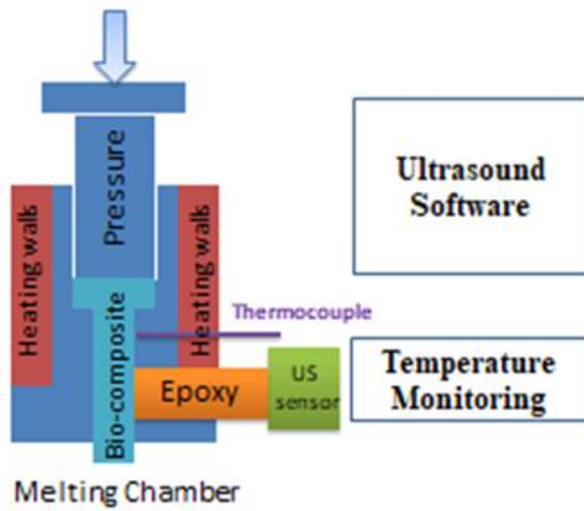 Pressure
Heating walls
Heating walls
Bio-composite
Thermocouple
Epoxy
US
sensor
Ultrasound
Software
Temperature
Monitoring
Melting Chamber